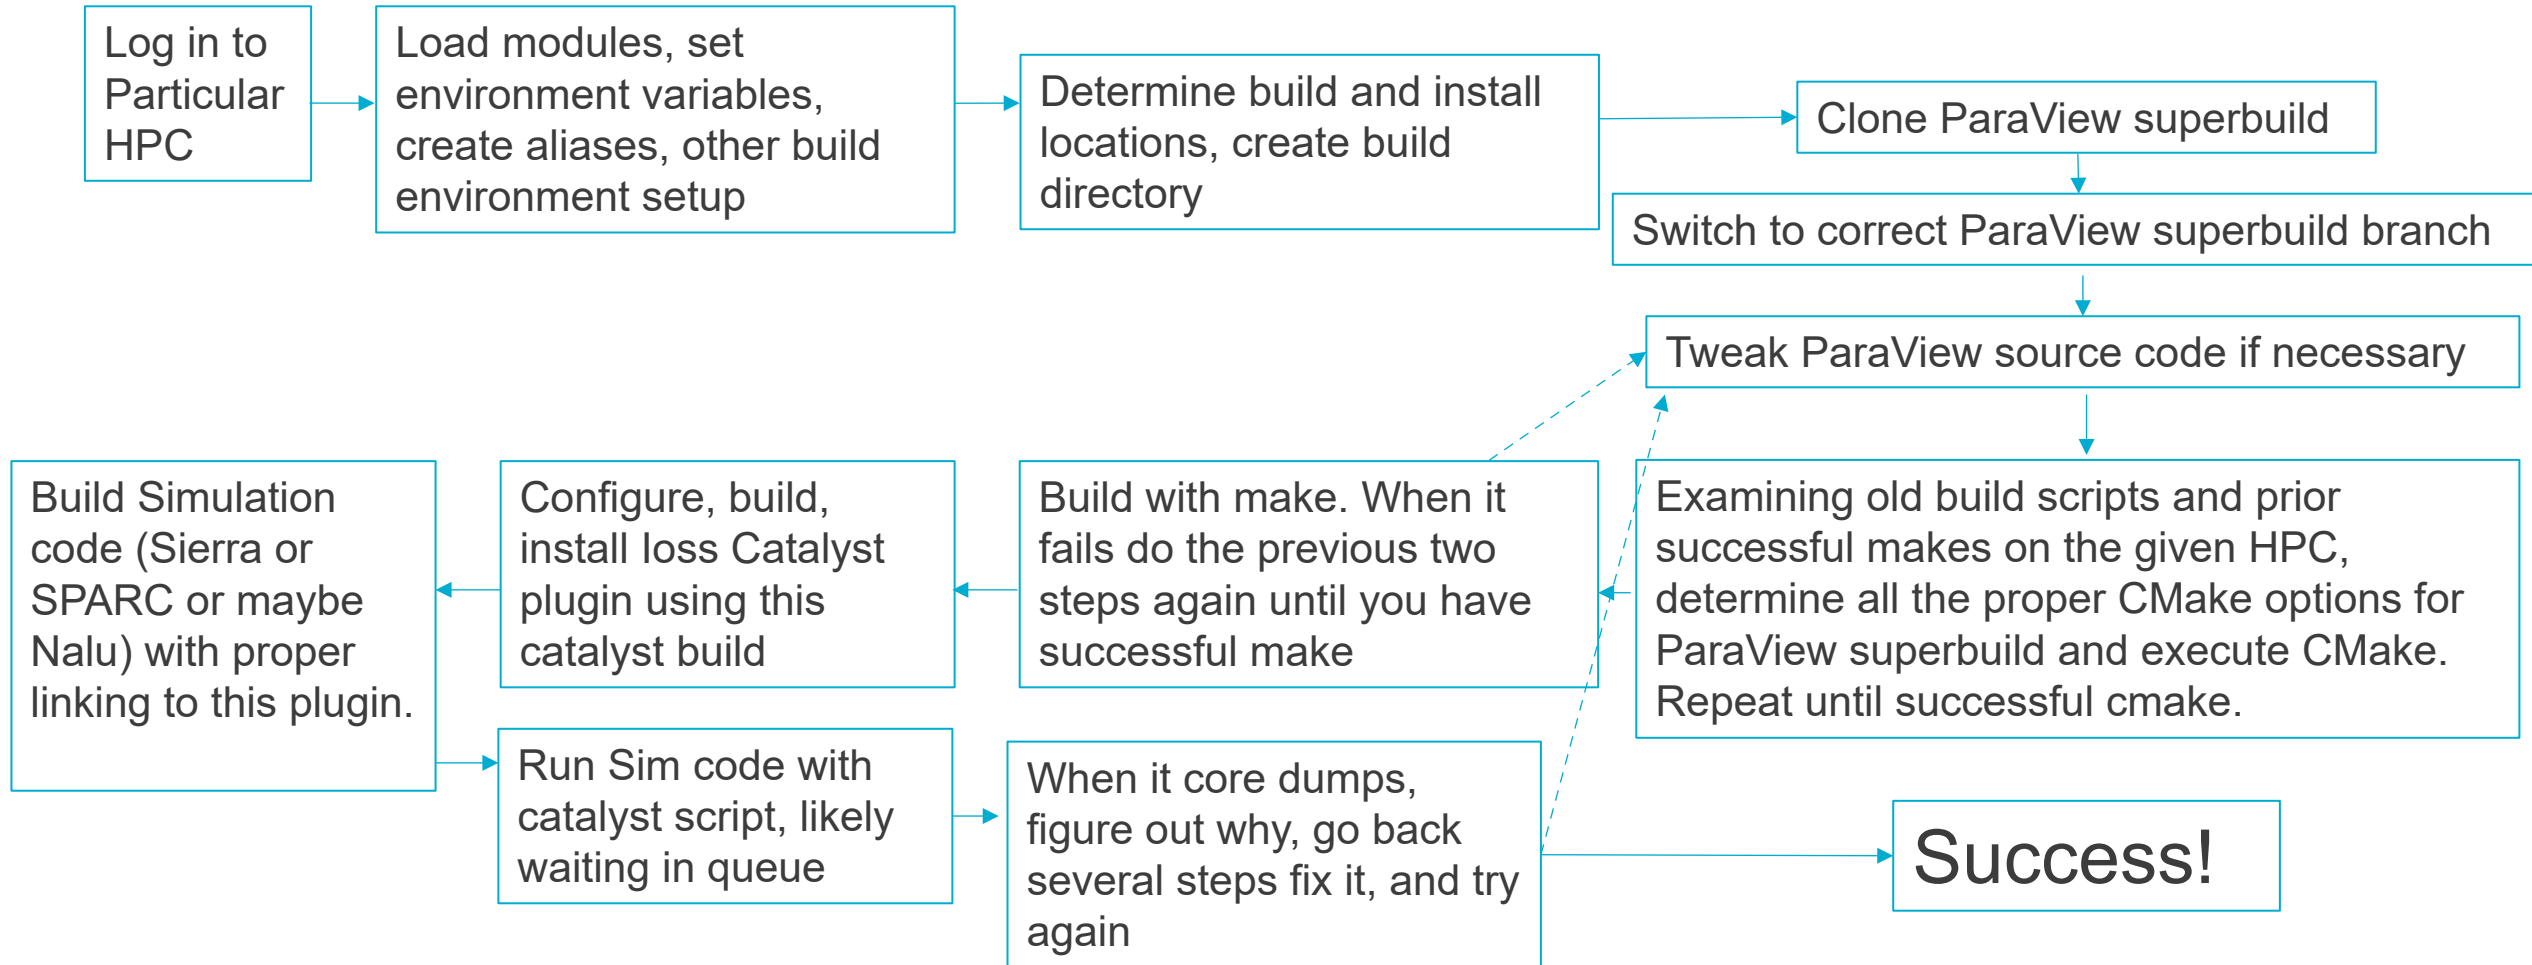 Log in to
Particular
HPC
Load modules, set
environment variables,
create aliases, other build
environment setup
Determine build and install
locations, create build
directory
Clone ParaView superbuild
Switch to correct ParaView superbuild branch
Tweak ParaView source code if necessary
Examining old build scripts and prior
successful makes on the given HPC,
determine all the proper CMake options for
ParaView superbuild and execute CMake.
Repeat until successful cmake.
Build with make. When it
fails do the previous two
steps again until you have
successful make
Configure, build,
install Ioss Catalyst
plugin using this
catalyst build
Build Simulation
code (Sierra or
SPARC or maybe
Nalu) with proper
linking to this plugin.
Run Sim code with
catalyst script, likely
waiting in queue
When it core dumps,
figure out why, go back
several steps fix it, and try
again
Success!